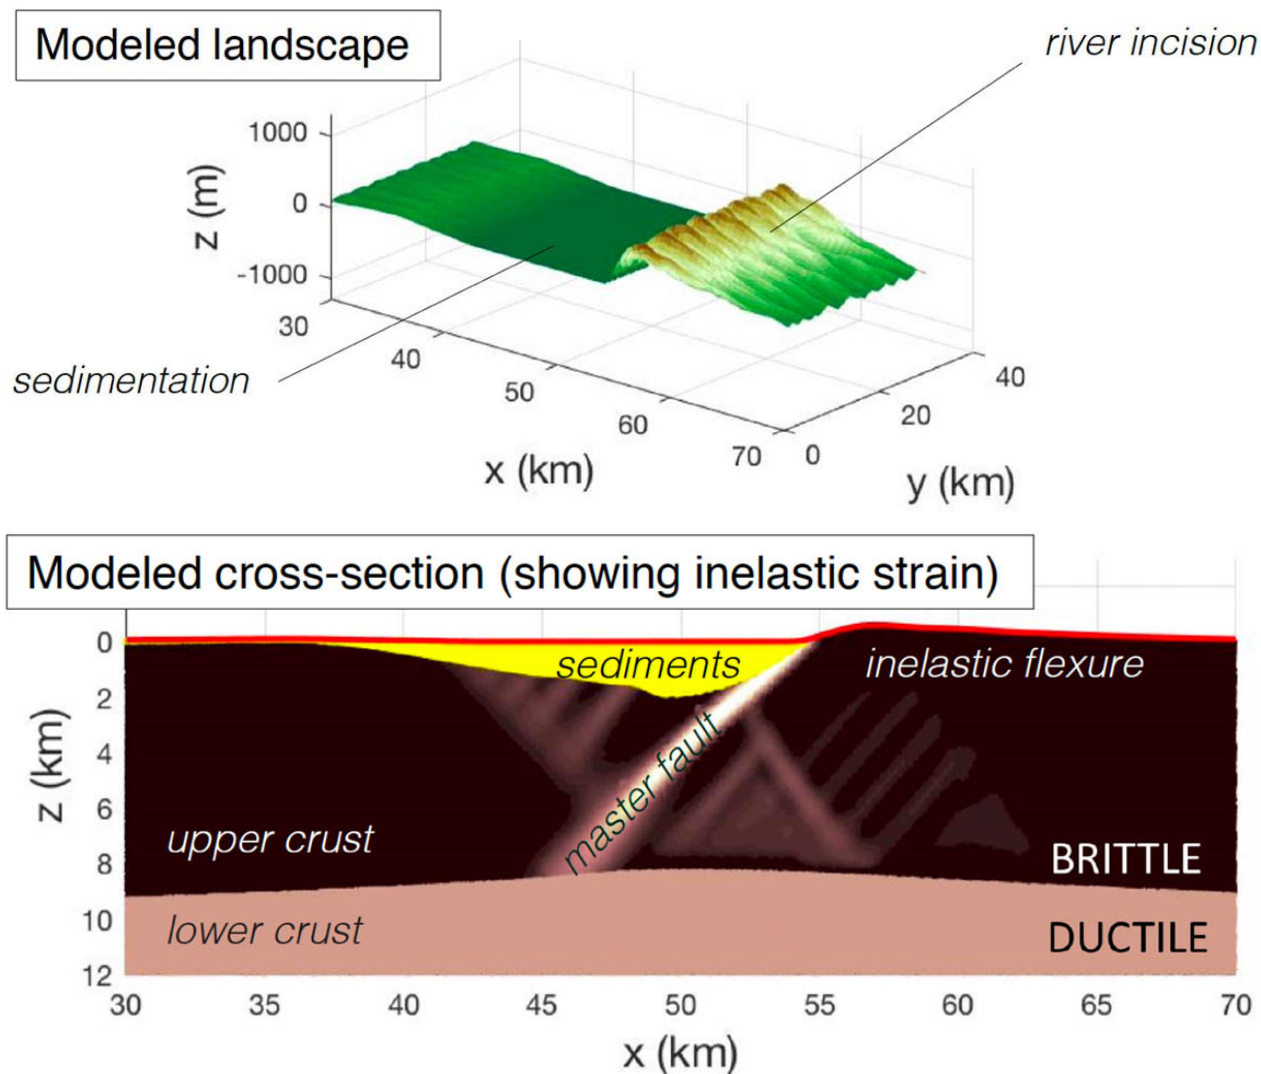 Modeled landscape
river incision
1000
0
-1000
z (m)
sedimentation
30
40
50
60
70
x (km)
0
20
40
y (km)
Modeled cross-section (showing inelastic strain)
0
2
4
6
8
10
12
z (km)
sediments
inelastic flexure
master fault
upper crust
BRITTLE
lower crust
DUCTILE
30 35 40 45 50 55 60 65 70
x (km)